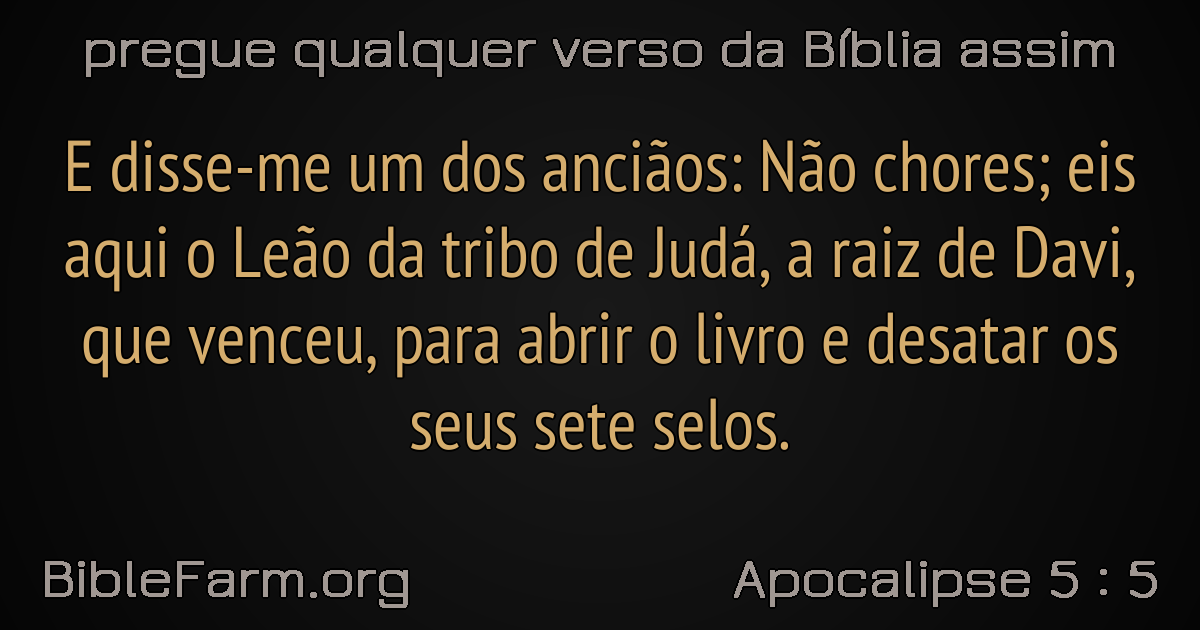 pregue qualquer verso da Bíblia assim
E disse-me um dos anciãos: Não chores; eis
aqui o Leão da tribo de Judá, a raiz de Davi,
que venceu, para abrir o livro e desatar os
seus sete selos.
BibleFarm.org
Apocalipse 5 : 5